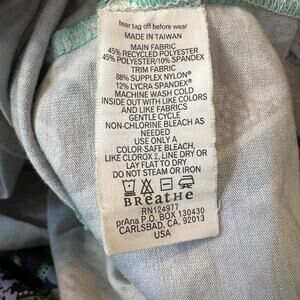 tear tag off before wear
MADE IN TAIWAN
MAIN FABRIC
45% RECYCLED POLYESTER
45% POLYESTER/10% SPANDEX
TRIM FABRIC
88% SUPPLEX NYLON®
12% LYCRA SPANDEX®
MACHINE WASH COLD
INSIDE OUT WITH LIKE COLORS
AND LIKE FABRICS
GENTLE CYCLE
NON-CHLORINE BLEACH AS
NEEDED
USE ONLY A
COLOR-SAFE BLEACH,
LIKE CLOROX 2, LINE DRY OR
LAY FLAT TO DRY
DO NOT STEAM OR IRON
BReatHe
RN124977
prAna P.O. BOX 130430
CARLSBAD, CA. 92013
USA